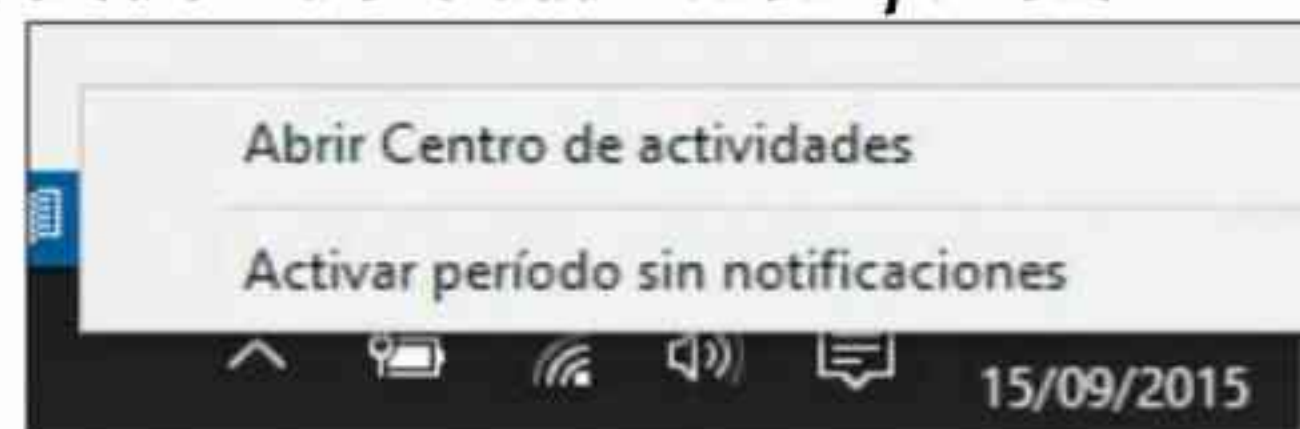 Abrir Centro de actividades
Activar período sin notificaciones
15/09/2015